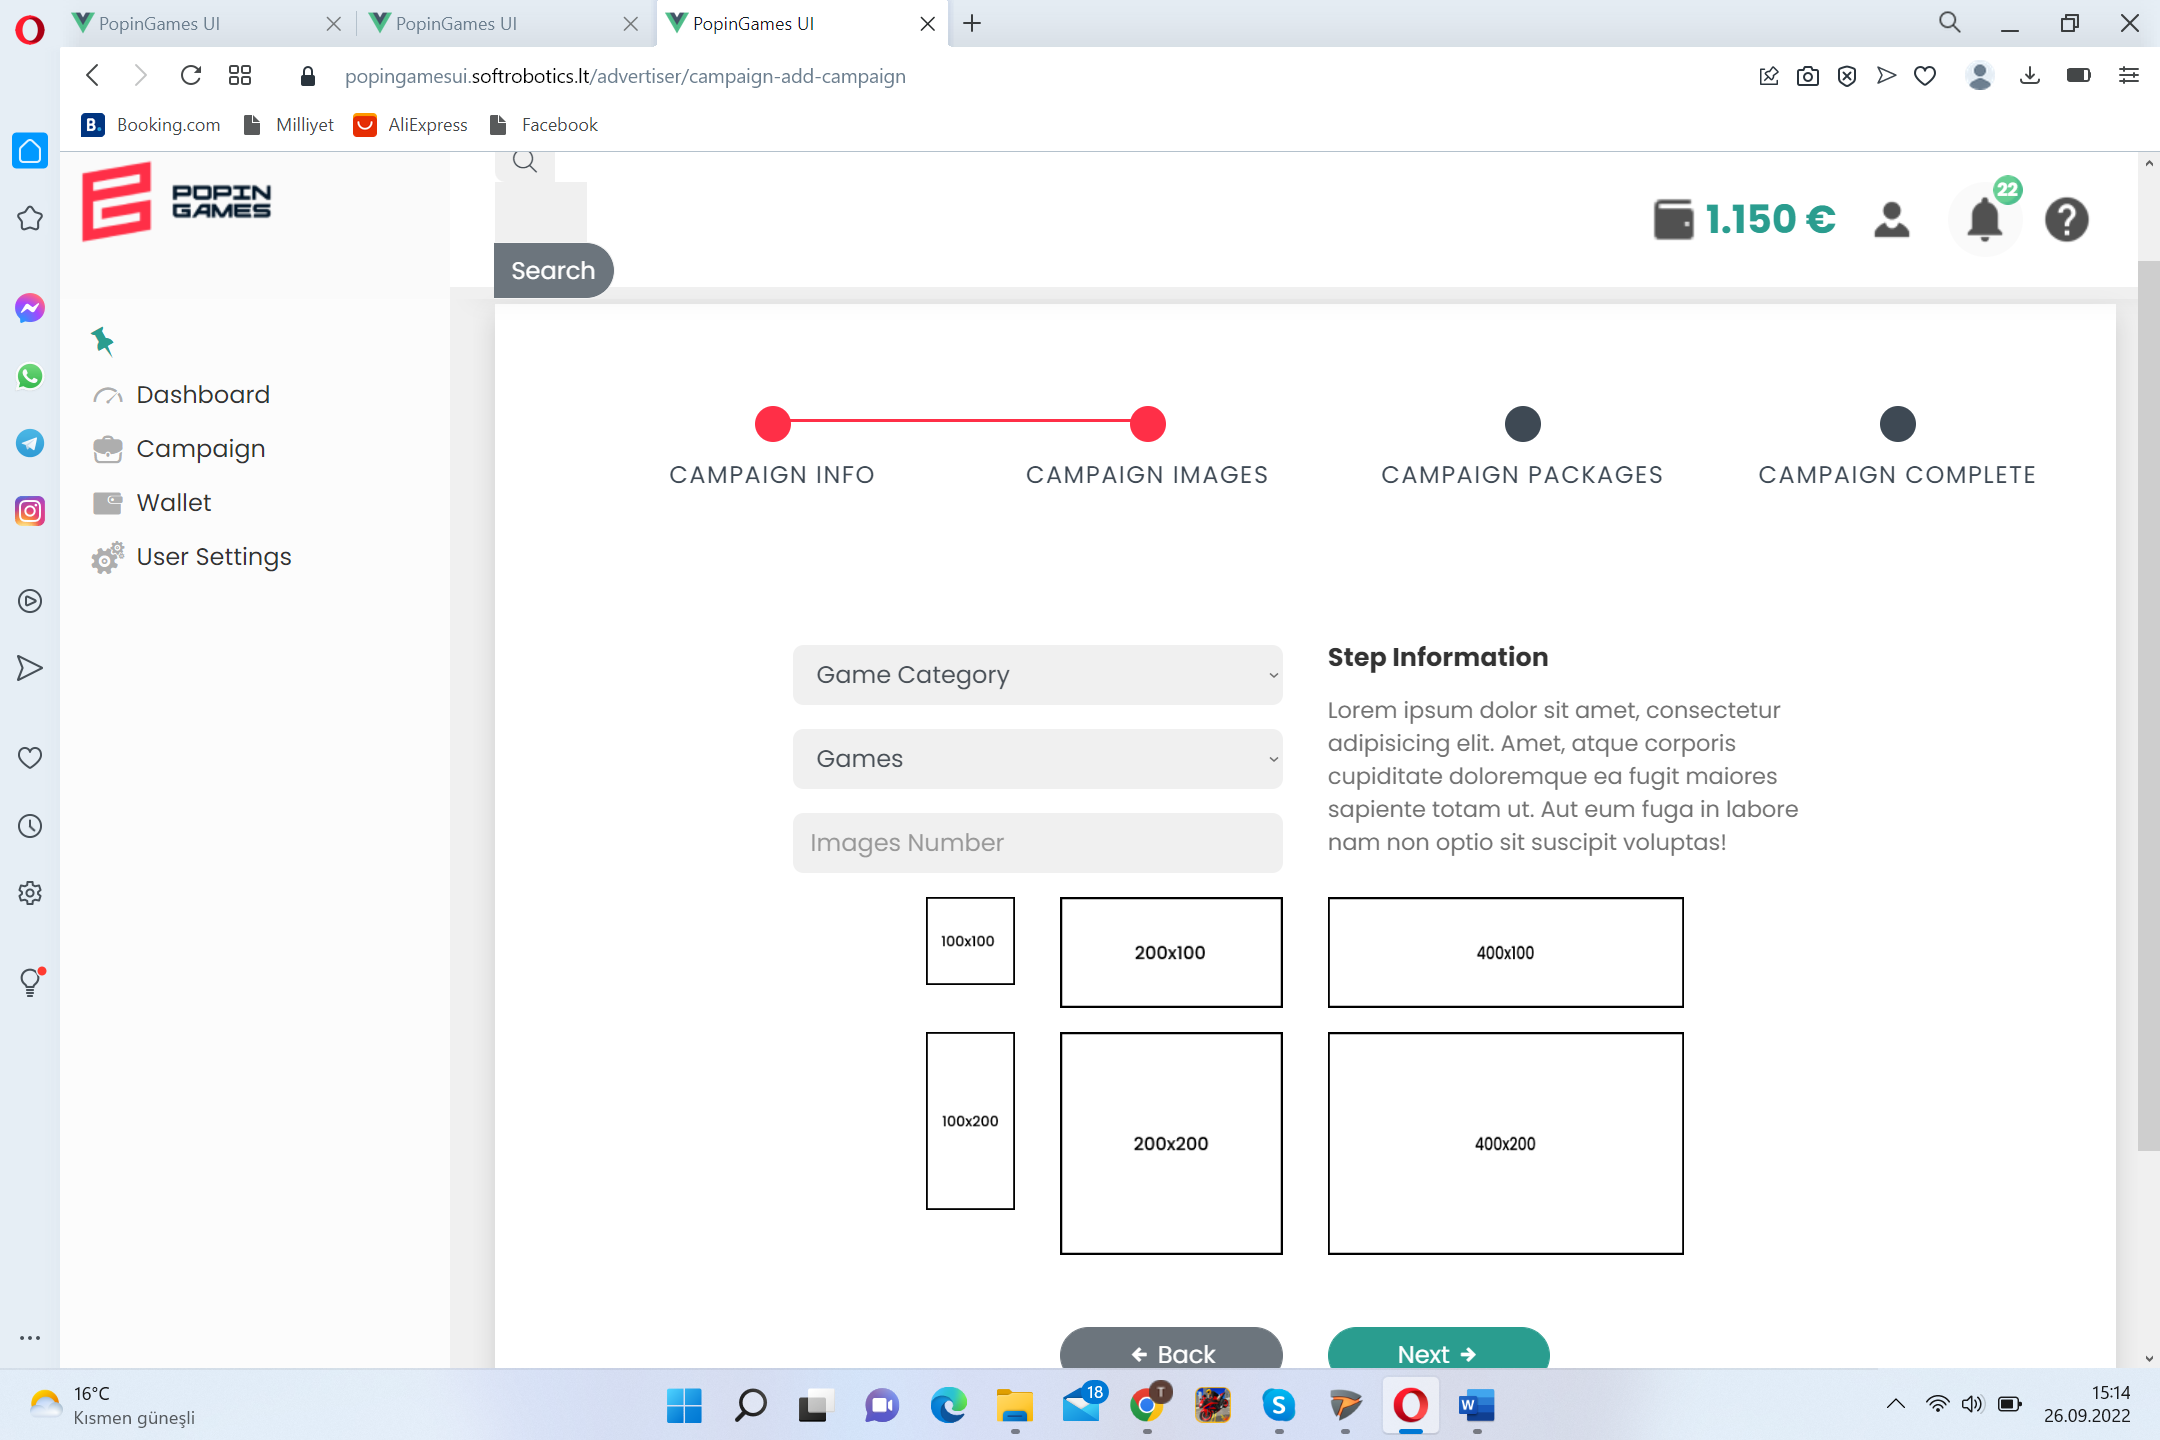 PopinGames UI
PopinGames UI
PopinGames UI
popingamesui.softrobotics.lt/advertiser/campaign-add-campaign
B. Booking.com
Milliyet
AliExpress
Facebook
POPIN
GAMES
Search
1.150 €
22
Dashboard
Campaign
Wallet
User Settings
CAMPAIGN INFO
CAMPAIGN IMAGES
CAMPAIGN PACKAGES
CAMPAIGN COMPLETE
Game Category
Games
Images Number
Step Information
Lorem ipsum dolor sit amet, consectetur
adipisicing elit. Amet, atque corporis
cupiditate doloremque ea fugit maiores
sapiente totam ut. Aut eum fuga in labore
nam non optio sit suscipit voluptas!
100x100
200x100
400x100
100x200
200x200
400x200
Back
Next
16°C
Kısmen güneşli
18
T
S
W
15:14
26.09.2022